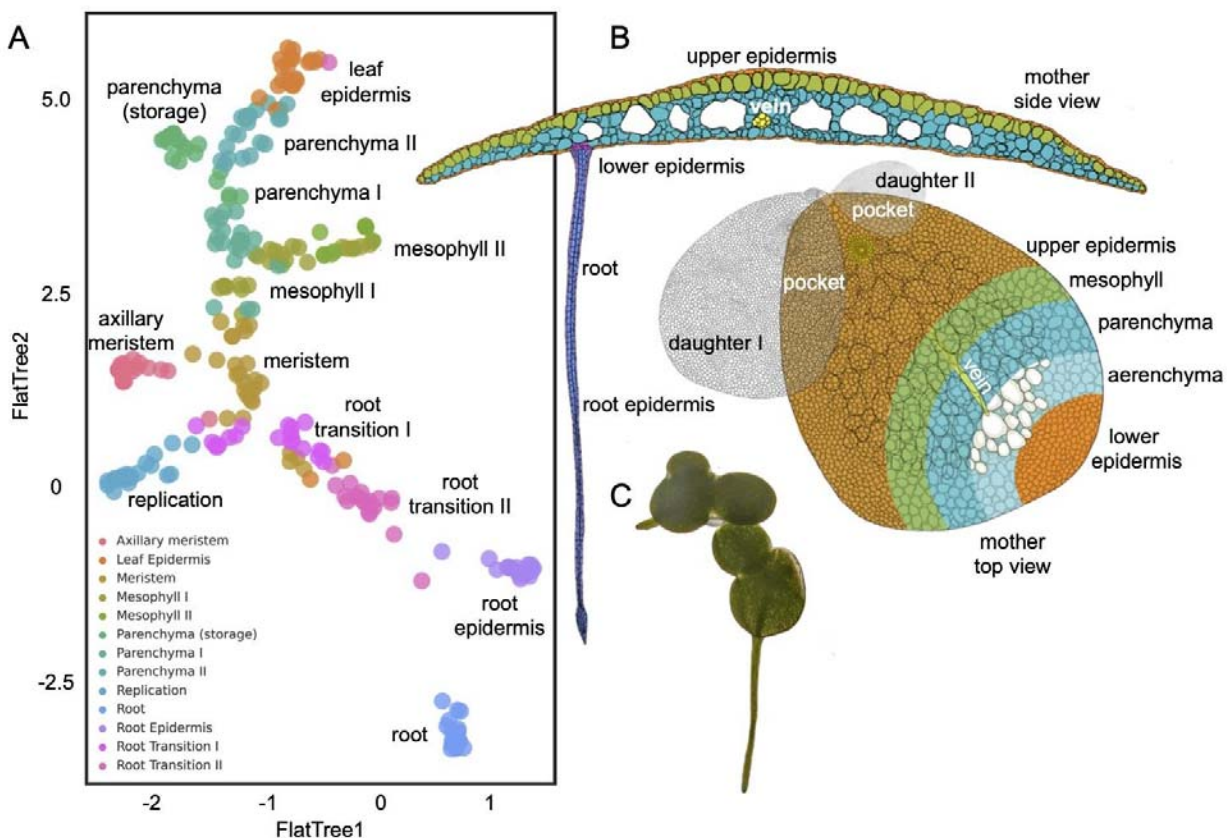 A
5.0
2.5
0
-2.5
FlatTree2
-2
-1
0
1
FlatTree1
leaf
epidermis
parenchyma
(storage)
parenchyma II
parenchyma I
mesophyll II
mesophyll I
axillary
meristem
meristem
root
transition I
replication
root
transition II
root
epidermis
root
Axillary meristem
Leaf Epidermis
Meristem
Mesophyll I
Mesophyll II
Parenchyma (storage)
Parenchyma I
Parenchyma II
Replication
Root
Root Epidermis
Root Transition I
Root Transition II
B
upper epidermis
mother
side view
vein
lower epidermis
daughter II
pocket
upper epidermis
mesophyll
root
pocket
parenchyma
daughter I
vein
aerenchyma
root epidermis
lower
epidermis
mother
top view
C